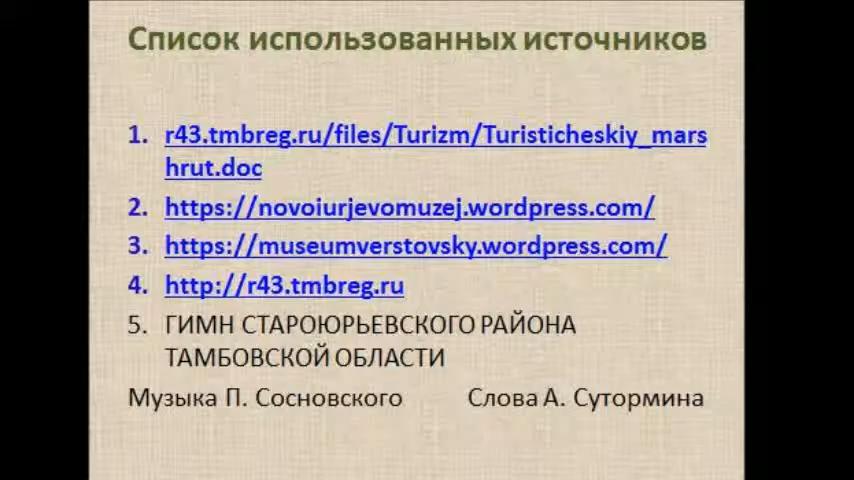 Список использованных источников
1. r43.tmbreg.ru/files/Turizm/Turisticheskiy_mars
hrut.doc
2. https://novoiurjevomuzej.wordpress.com/
3. https://museumverstovsky.wordpress.com/
4. http://r43.tmbreg.ru
5. ГИМН СТАРОЮРЬЕВСКОГО РАЙОНА
ТАМБОВСКОЙ ОБЛАСТИ
Музыка П. Сосновского Слова А. Сутормина